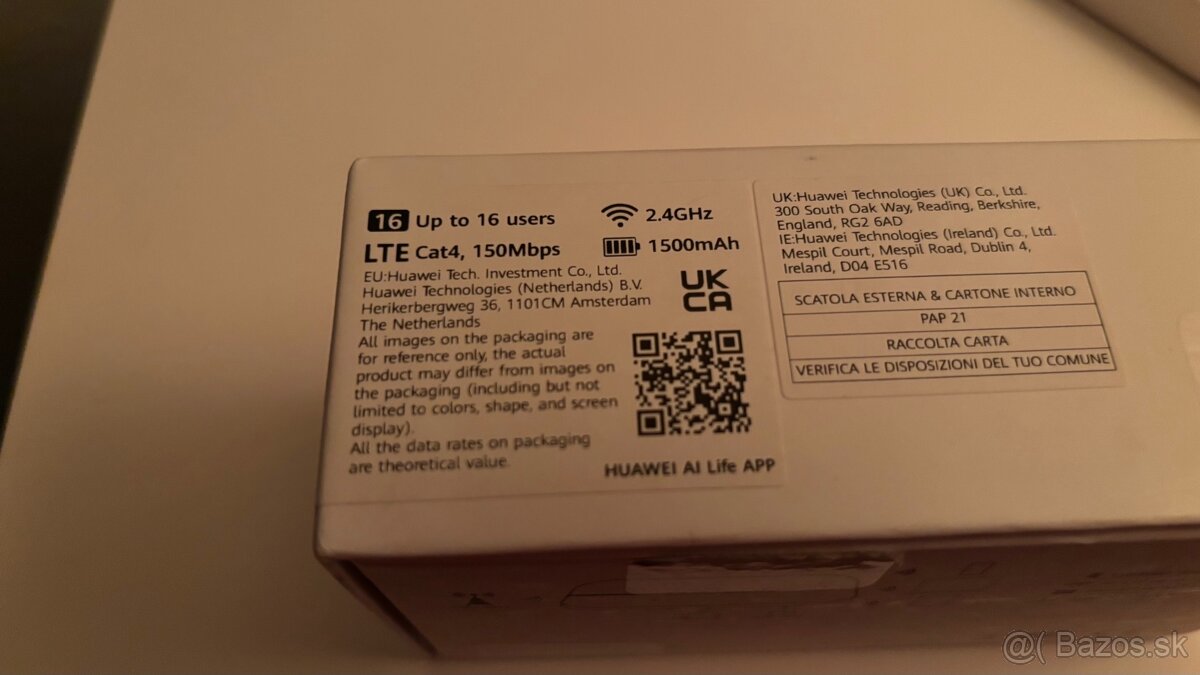 16 Up to 16 users
2.4GHz
LTE Cat4, 150Mbps
1500mAh
EU:Huawei Tech. Investment Co., Ltd.
Huawei Technologies (Netherlands) B.V.
Herikerbergweg 36, 1101CM Amsterdam
The Netherlands
All images on the packaging are
for reference only, the actual
product may differ from images on
the packaging (including but not
limited to colors, shape, and screen
display).
All the data rates on packaging
are theoretical value.
UK
CA
HUAWEI AI Life APP
UK:Huawei Technologies (UK) Co., Ltd.
300 South Oak Way, Reading, Berkshire,
England, RG2 6AD
IE:Huawei Technologies (Ireland) Co., Ltd.
Mespil Court, Mespil Road, Dublin 4,
Ireland, D04 E516
SCATOLA ESTERNA & CARTONE INTERNO
PAP 21
RACCOLTA CARTA
VERIFICA LE DISPOSIZIONI DEL TUO COMUNE
@( Bazos.sk